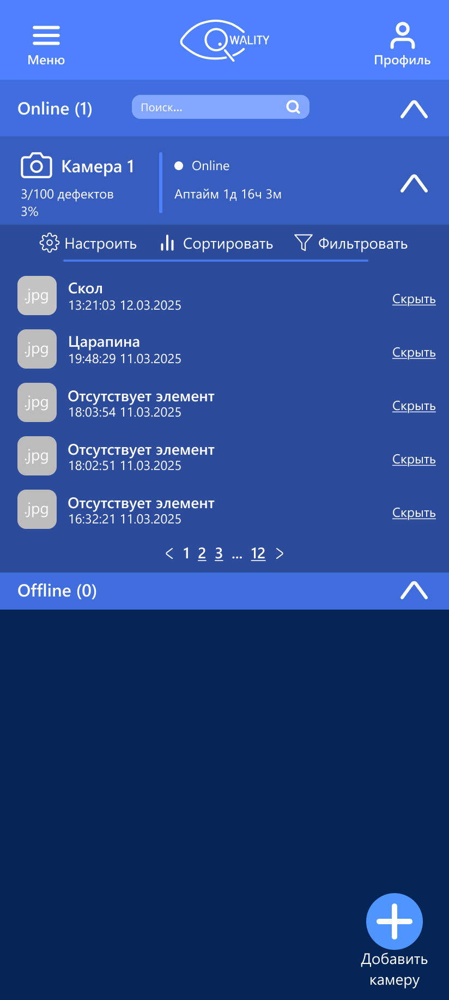 Меню
QWALITY
Профиль
Online (1)
Поиск...
Камера 1
Online
3/100 дефектов
Аптайм 1д 16ч 3м
3%
Настроить
Сортировать
Фильтровать
.jpg
Скол
13:21:03 12.03.2025
Скрыть
.jpg
Царапина
19:48:29 11.03.2025
Скрыть
.jpg
Отсутствует элемент
18:03:54 11.03.2025
Скрыть
.jpg
Отсутствует элемент
18:02:51 11.03.2025
Скрыть
.jpg
Отсутствует элемент
16:32:21 11.03.2025
Скрыть
< 1 2 3 ... 12 >
Offline (0)
Добавить
камеру